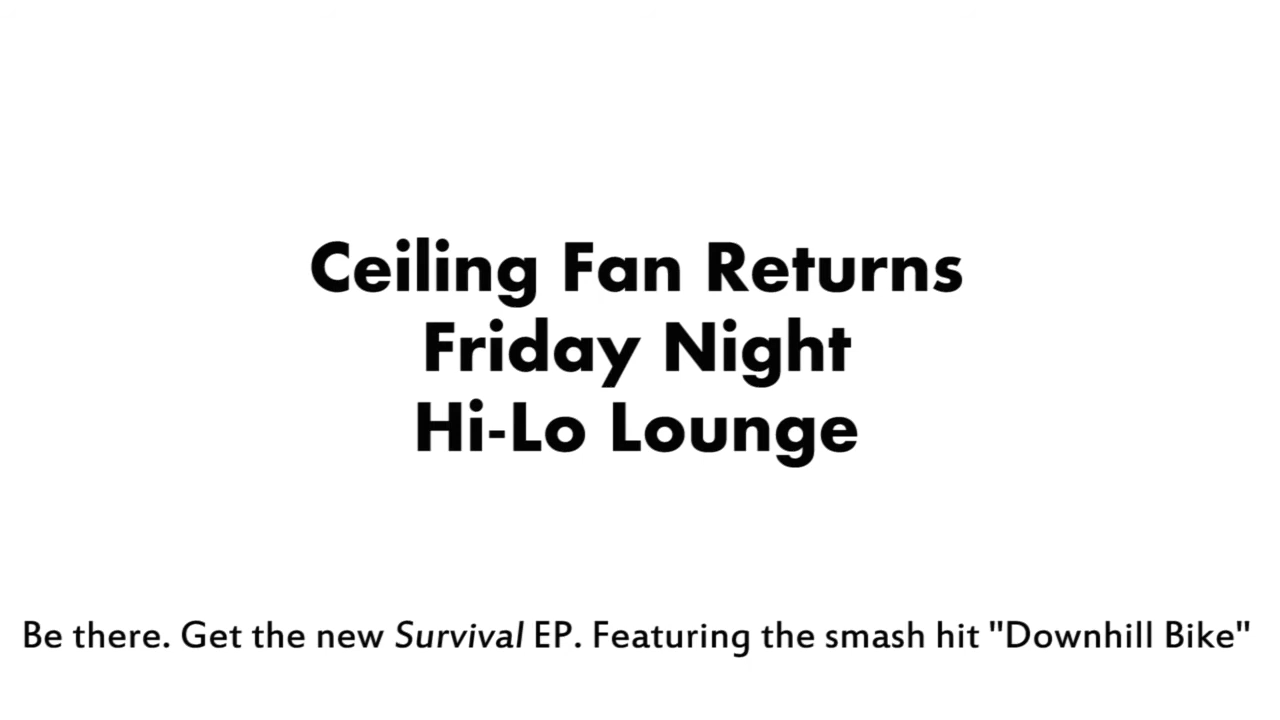 Ceiling Fan Returns
Friday Night
Hi-Lo Lounge
Be there. Get the new Survival EP. Featuring the smash hit "Downhill Bike"